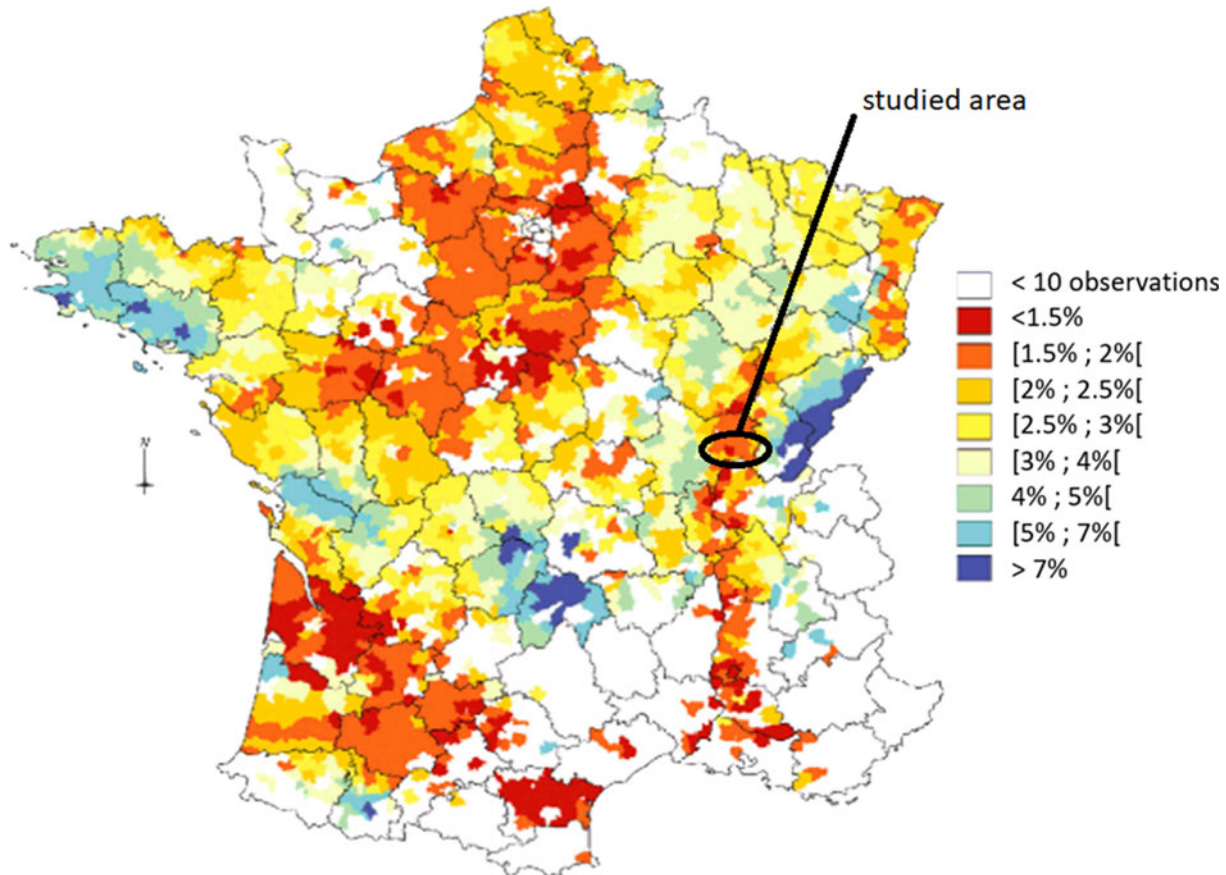 studied area
< 10 observations
<1.5%
[1.5% ; 2%[
[2% ; 2.5%[
[2.5% ; 3%[
[3% ; 4%[
4% ; 5%[
[5% ; 7%[
> 7%
N